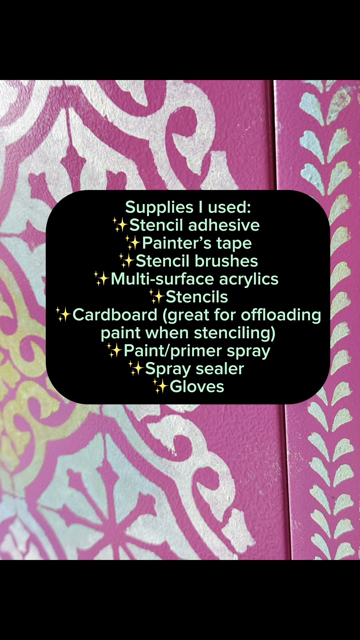 Supplies I used:
✨Stencil adhesive
✨Painter's tape
✨Stencil brushes
✨Multi-surface acrylics
✨Stencils
✨Cardboard (great for offloading
paint when stenciling)
✨Paint/primer spray
✨Spray sealer
✨Gloves